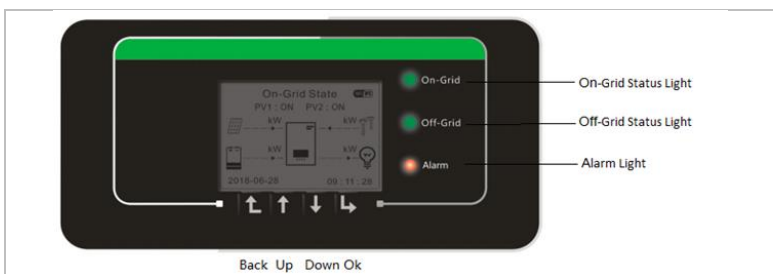 On-Grid State
PV1 : ON PV2 : ON
kW kW
kW kW
2018-06-28 09 : 11 : 28
On-Grid
Off-Grid
Alarm
On-Grid Status Light
Off-Grid Status Light
Alarm Light
Back Up Down Ok